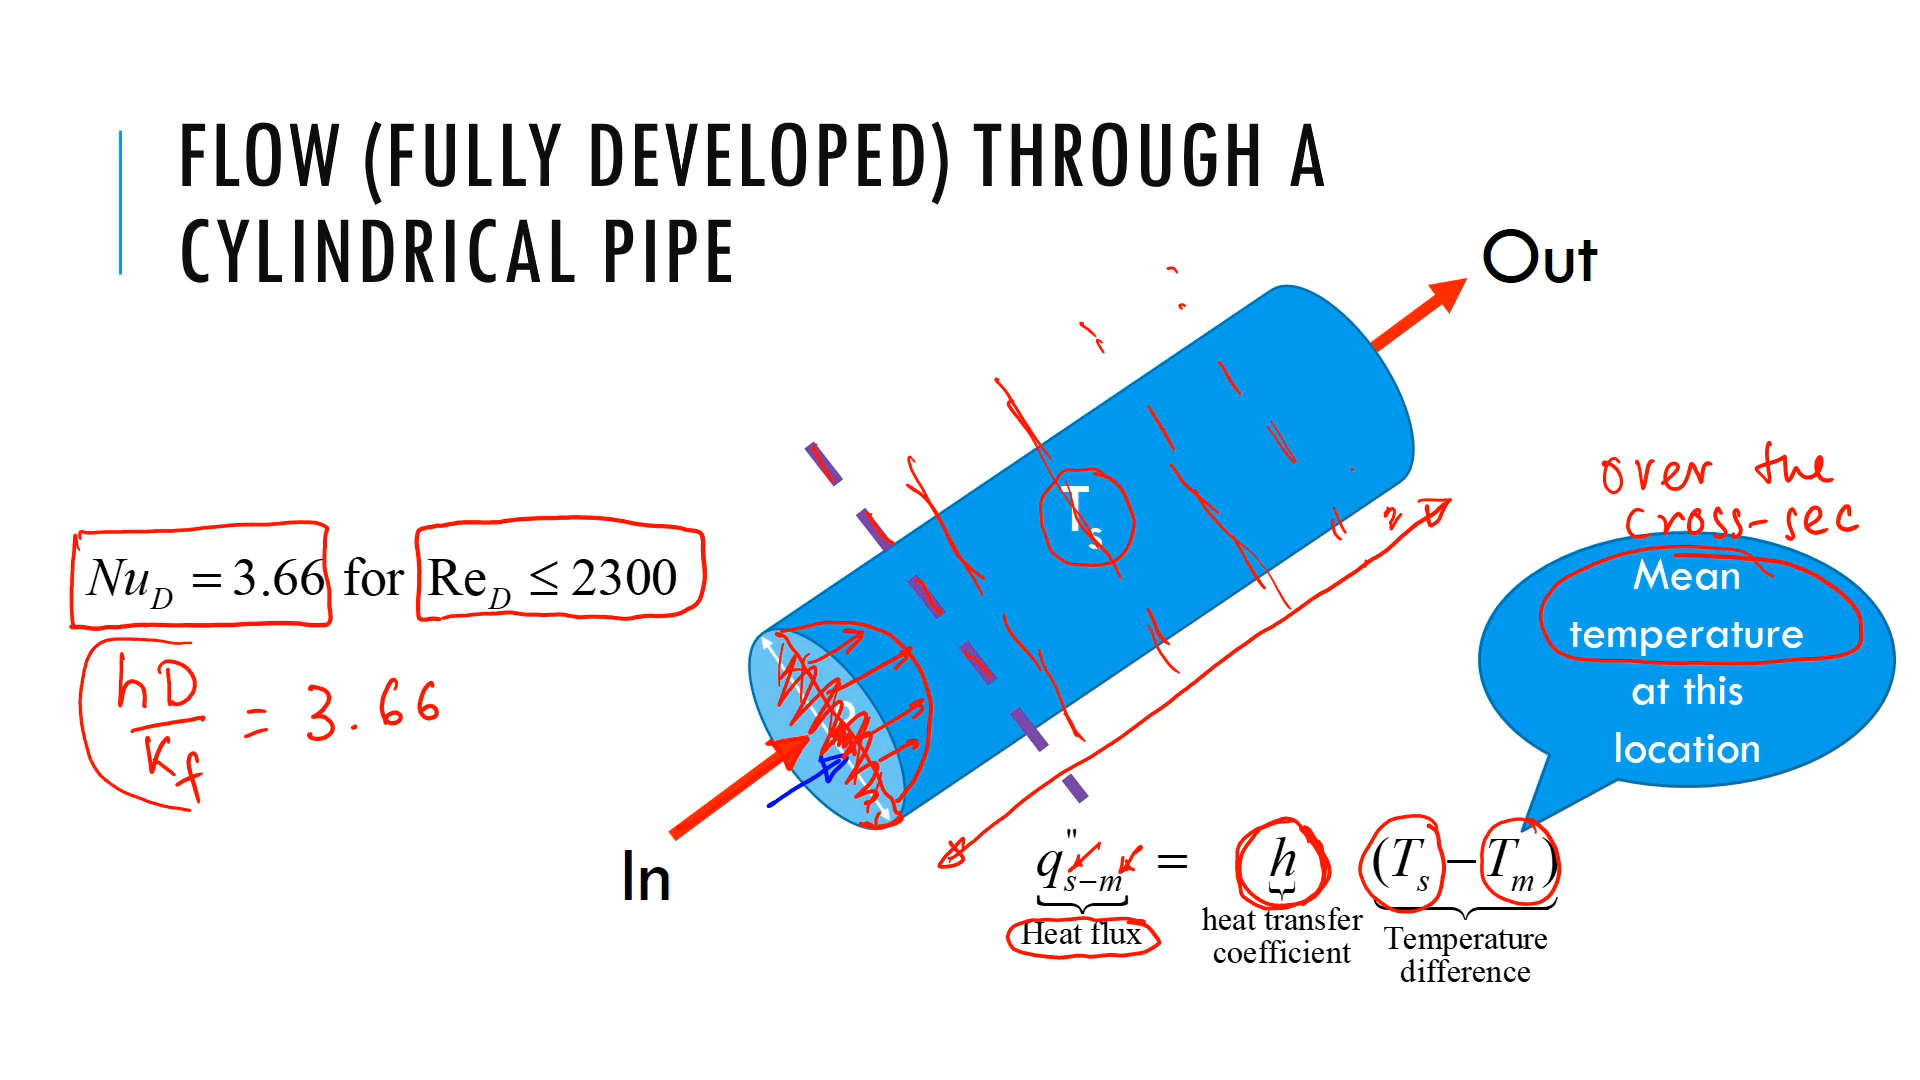 FLOW (FULLY DEVELOPED) THROUGH A
CYLINDRICAL PIPE
Out
In
T_s
D
Nu_D = 3.66 for Re_D ≤ 2300
hD/k_f = 3.66
over the
cross-sec
Mean
temperature
at this
location
q"_{s-m} = h (T_s - T_m)
Heat flux
heat transfer
coefficient
Temperature
difference